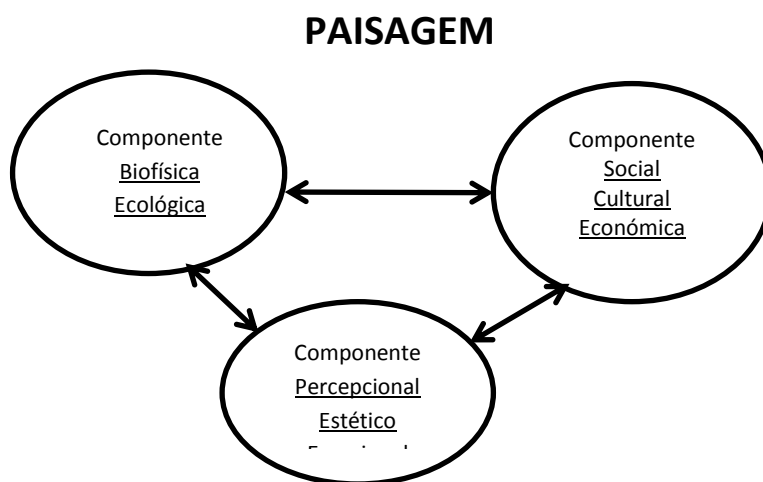 PAISAGEM
Componente
Biofísica
Ecológica
Componente
Social
Cultural
Económica
Componente
Percepcional
Estético